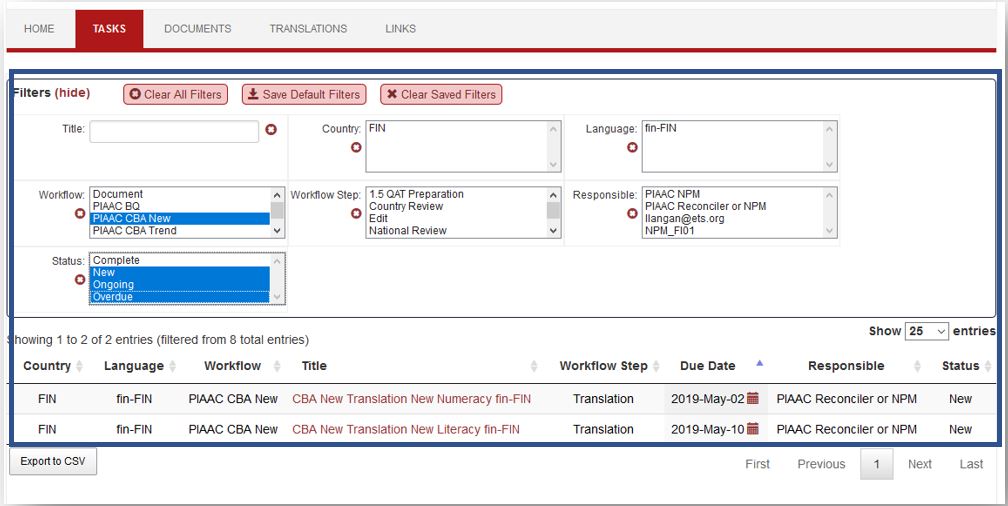 HOME TASKS DOCUMENTS TRANSLATIONS LINKS
Filters (hide) Clear All Filters Save Default Filters Clear Saved Filters
Title: Country: FIN Language: fin-FIN
Workflow: Document
PIAAC BQ
PIAAC CBA New
PIAAC CBA Trend
Workflow Step: 1.5 QAT Preparation
Country Review
Edit
National Review
Responsible: PIAAC NPM
PIAAC Reconciler or NPM
llangan@ets.org
NPM_FI01
Status: Complete
New
Ongoing
Overdue
Showing 1 to 2 of 2 entries (filtered from 8 total entries) Show 25 entries
Country Language Workflow Title Workflow Step Due Date Responsible Status
FIN fin-FIN PIAAC CBA New CBA New Translation New Numeracy fin-FIN Translation 2019-May-02 PIAAC Reconciler or NPM New
FIN fin-FIN PIAAC CBA New CBA New Translation New Literacy fin-FIN Translation 2019-May-10 PIAAC Reconciler or NPM New
Export to CSV First Previous 1 Next Last